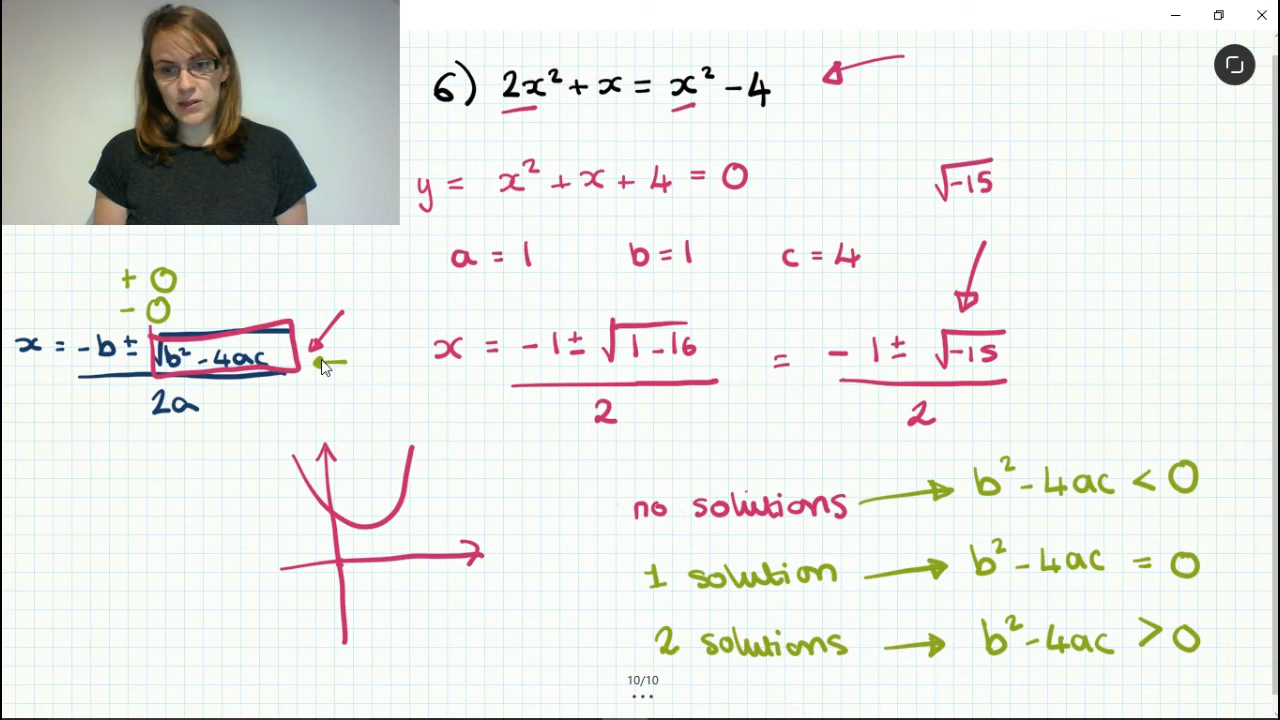 6) 2x² + x = x² - 4
y = x² + x + 4 = 0
√-15
a = 1 b = 1 c = 4
+ 0
- 0
x = -b ± √b² - 4ac
2a
x = -1 ± √1 - 16 = -1 ± √-15
2 2
no solutions → b² - 4ac < 0
1 solution → b² - 4ac = 0
2 solutions → b² - 4ac > 0
10/10